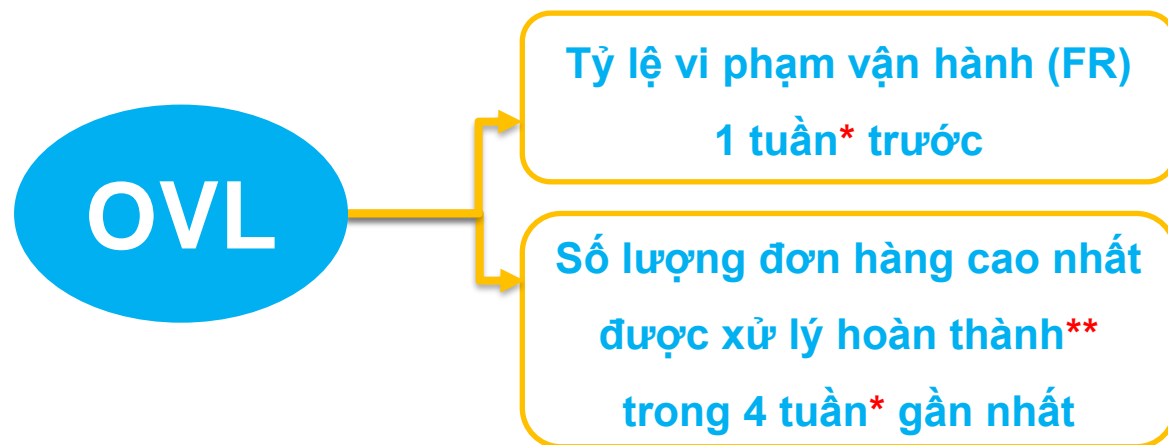 OVL
Tỷ lệ vi phạm vận hành (FR)
1 tuần* trước
Số lượng đơn hàng cao nhất
được xử lý hoàn thành**
trong 4 tuần* gần nhất